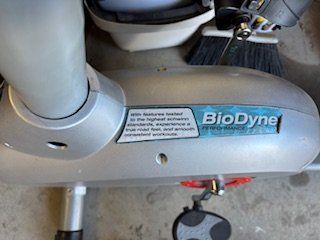 With features tested
to the highest schwinn
standards, experience a
true road feel, and smooth
consistent workouts.
BioDyne
PERFORMANCE